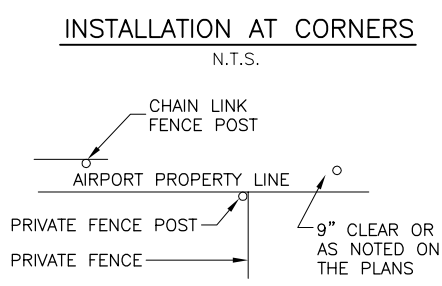 INSTALLATION AT CORNERS
N.T.S.
CHAIN LINK
FENCE POST
AIRPORT PROPERTY LINE
PRIVATE FENCE POST
PRIVATE FENCE
9" CLEAR OR
AS NOTED ON
THE PLANS